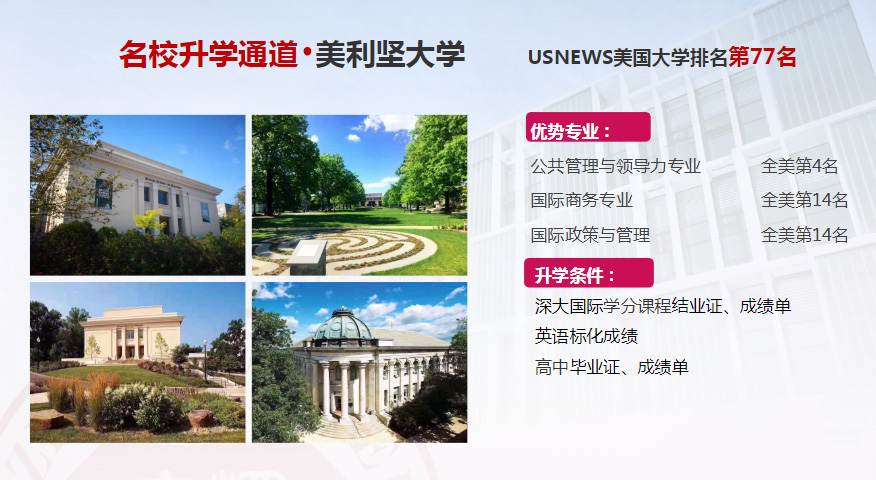 名校升学通道•美利坚大学
USNEWS美国大学排名第77名
优势专业：
公共管理与领导力专业 全美第4名
国际商务专业 全美第14名
国际政策与管理 全美第14名
升学条件：
深大国际学分课程结业证、成绩单
英语标化成绩
高中毕业证、成绩单